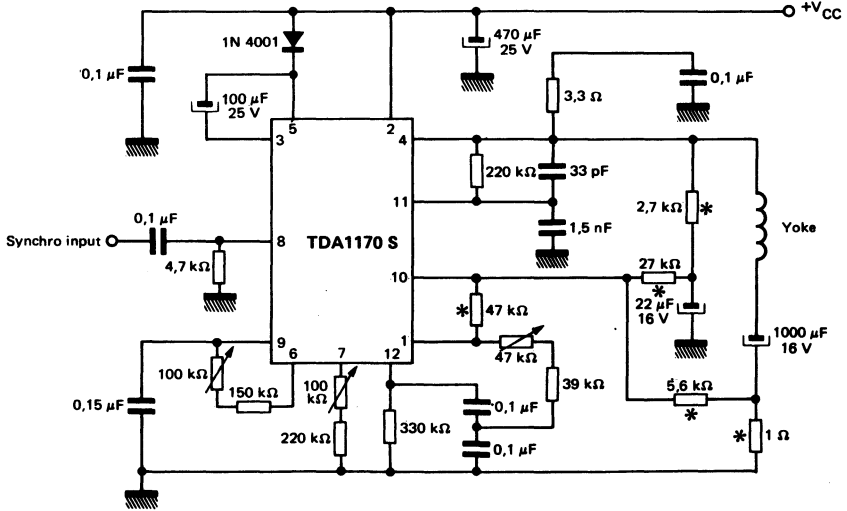 +VCC
1N 4001
470 µF
25 V
0,1 µF
100 µF
25 V
3,3 Ω
0,1 µF
5
2
3
4
220 kΩ
33 pF
11
2,7 kΩ *
Yoke
0,1 µF
1,5 nF
Synchro input
8
TDA1170 S
4,7 kΩ
10
27 kΩ
*
22 µF
16 V
* 47 kΩ
1000 µF
16 V
9
1
6
7
12
47 kΩ
100 kΩ
100
kΩ
39 kΩ
5,6 kΩ
*
150 kΩ
0,15 µF
0,1 µF
220 kΩ
330 kΩ
0,1 µF
* 1 Ω